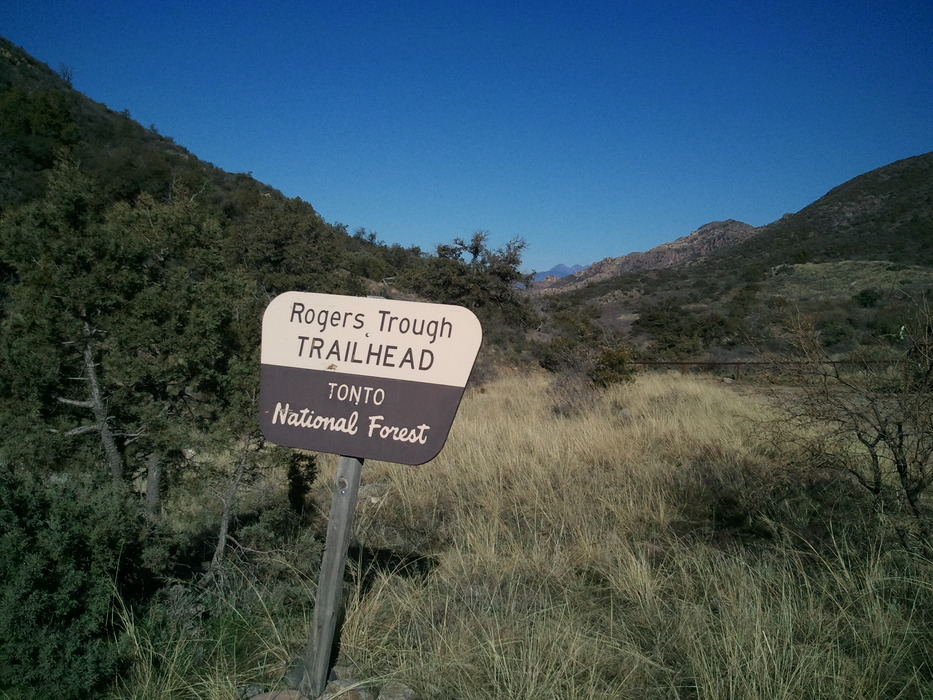 Rogers Trough
TRAILHEAD
TONTO
National Forest